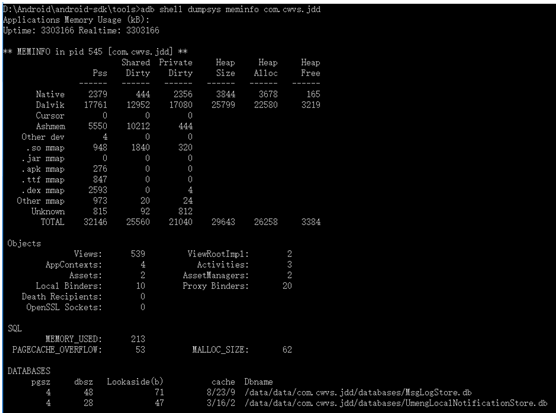 D:\Android\android-sdk\tools>adb shell dumpsys meminfo com.cwvs.jdd
Applications Memory Usage (kB):
Uptime: 3303166 Realtime: 3303166
** MEMINFO in pid 545 [com.cwvs.jdd] **
Shared Private Heap Heap Heap
Pss Dirty Dirty Size Alloc Free
------ ------ ------ ------ ------ ------
Native 2379 444 2356 3844 3678 165
Dalvik 17761 12952 17080 25799 22580 3219
Cursor 0 0 0
Ashmem 5550 10212 444
Other dev 4 0 0
.so mmap 948 1840 320
.jar mmap 0 0 0
.apk mmap 276 0 0
.ttf mmap 847 0 0
.dex mmap 2593 0 4
Other mmap 973 20 24
Unknown 815 92 812
TOTAL 32146 25560 21040 29643 26258 3384
Objects
Views: 539 ViewRootImpl: 2
AppContexts: 4 Activities: 3
Assets: 2 AssetManagers: 2
Local Binders: 10 Proxy Binders: 20
Death Recipients: 0
OpenSSL Sockets: 0
SQL
MEMORY_USED: 213
PAGECACHE_OVERFLOW: 53 MALLOC_SIZE: 62
DATABASES
pgsz dbsz Lookaside(b) cache Dbname
4 48 71 8/23/9 /data/data/com.cwvs.jdd/databases/MsgLogStore.db
4 28 47 3/16/2 /data/data/com.cwvs.jdd/databases/UmengLocalNotificationStore.db